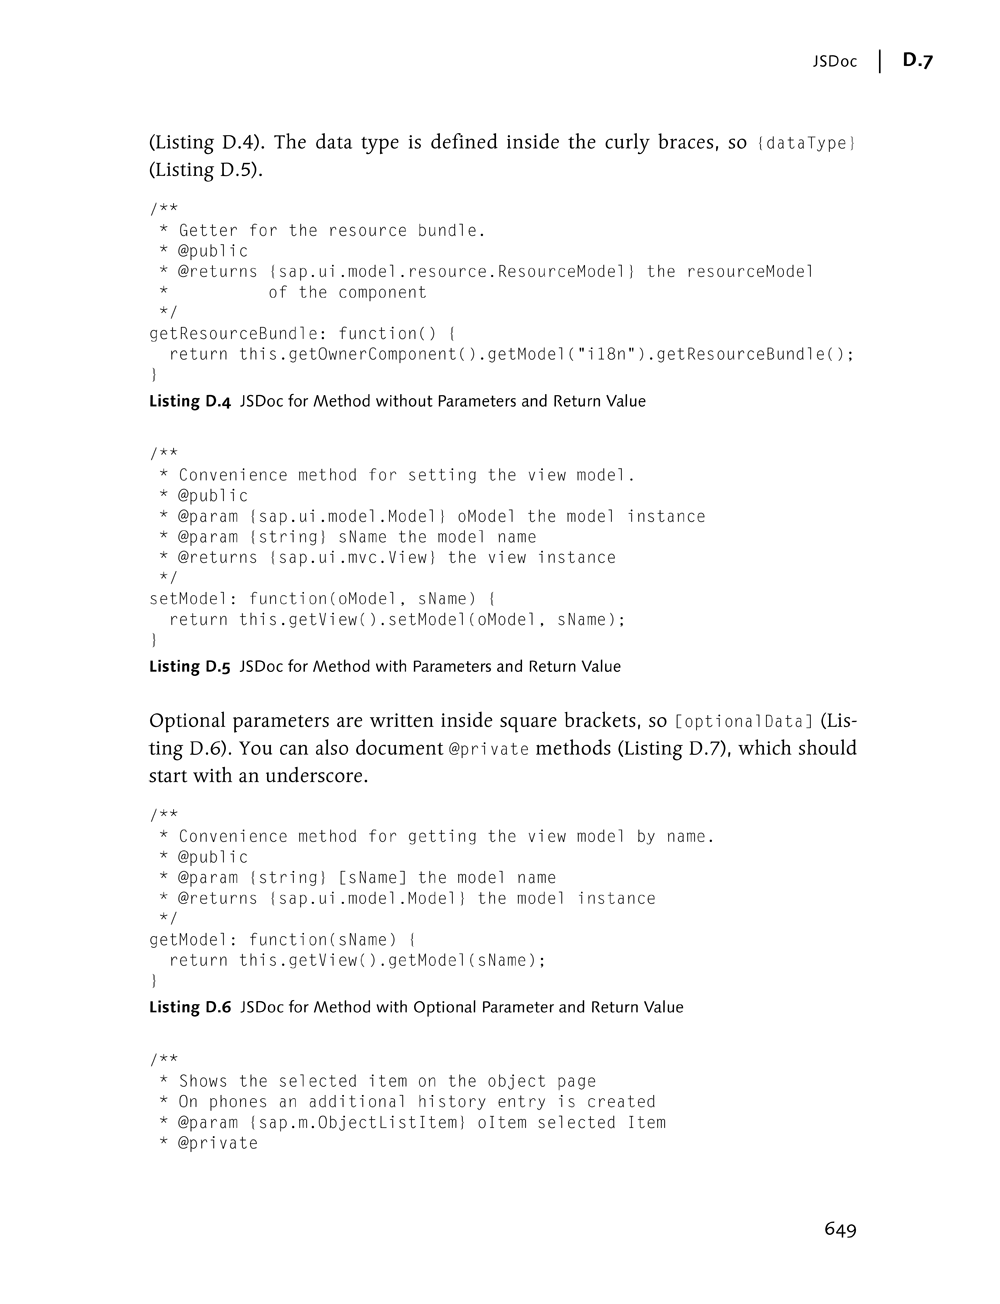 JSDoc | D.7
(Listing D.4). The data type is defined inside the curly braces, so {dataType}
(Listing D.5).
/**
 * Getter for the resource bundle.
 * @public
 * @returns {sap.ui.model.resource.ResourceModel} the resourceModel
 *          of the component
 */
getResourceBundle: function() {
  return this.getOwnerComponent().getModel("i18n").getResourceBundle();
}
Listing D.4 JSDoc for Method without Parameters and Return Value
/**
 * Convenience method for setting the view model.
 * @public
 * @param {sap.ui.model.Model} oModel the model instance
 * @param {string} sName the model name
 * @returns {sap.ui.mvc.View} the view instance
 */
setModel: function(oModel, sName) {
  return this.getView().setModel(oModel, sName);
}
Listing D.5 JSDoc for Method with Parameters and Return Value
Optional parameters are written inside square brackets, so [optionalData] (Lis-
ting D.6). You can also document @private methods (Listing D.7), which should
start with an underscore.
/**
 * Convenience method for getting the view model by name.
 * @public
 * @param {string} [sName] the model name
 * @returns {sap.ui.model.Model} the model instance
 */
getModel: function(sName) {
  return this.getView().getModel(sName);
}
Listing D.6 JSDoc for Method with Optional Parameter and Return Value
/**
 * Shows the selected item on the object page
 * On phones an additional history entry is created
 * @param {sap.m.ObjectListItem} oItem selected Item
 * @private
649